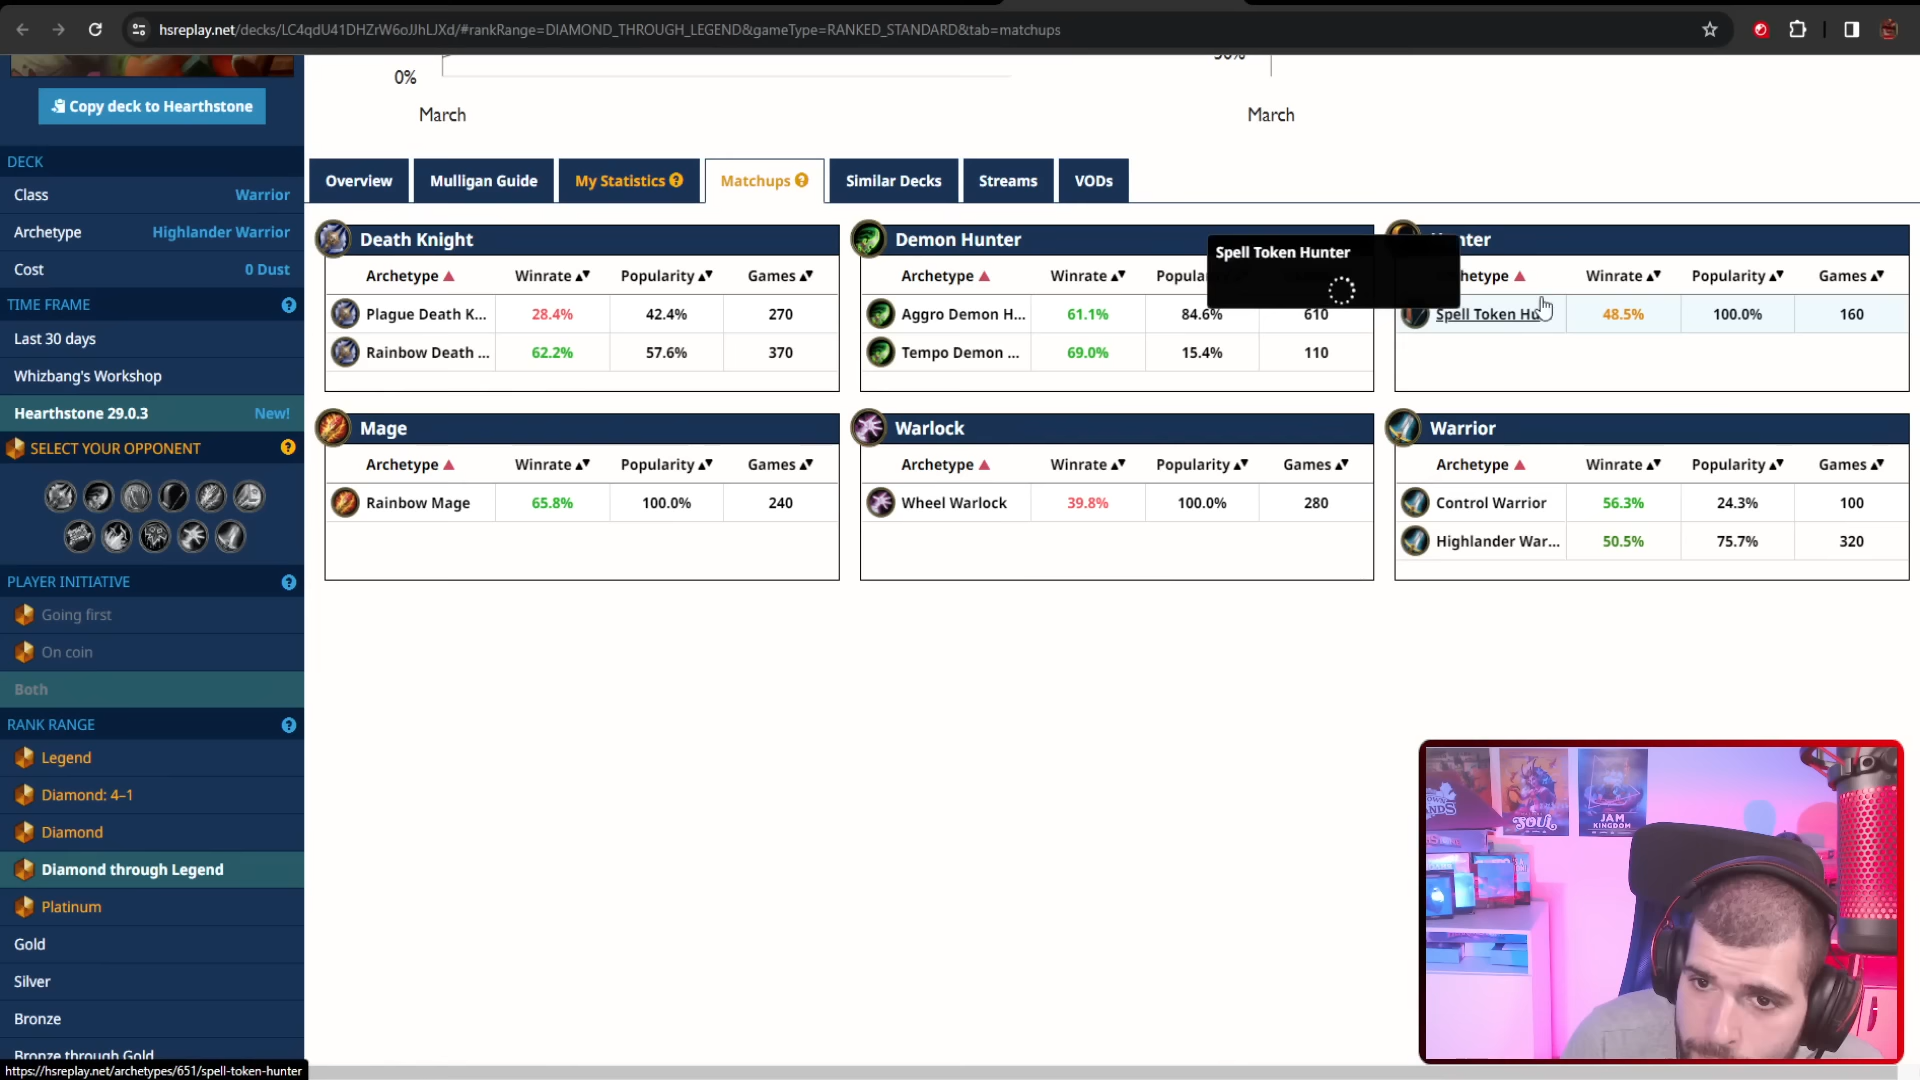 hsreplay.net/decks/LC4qdU41DHZrW6oJJhLJXd/#rankRange=DIAMOND_THROUGH_LEGEND&gameType=RANKED_STANDARD&tab=matchups
Copy deck to Hearthstone
DECK
Class Warrior
Archetype Highlander Warrior
Cost 0 Dust
TIME FRAME
Last 30 days
Whizbang's Workshop
Hearthstone 29.0.3 New!
SELECT YOUR OPPONENT
PLAYER INITIATIVE
Going first
On coin
Both
RANK RANGE
Legend
Diamond: 4–1
Diamond
Diamond through Legend
Platinum
Gold
Silver
Bronze
Bronze through Gold
https://hsreplay.net/archetypes/651/spell-token-hunter
0%
March
March
Overview Mulligan Guide My Statistics Matchups Similar Decks Streams VODs
Death Knight
Archetype Winrate Popularity Games
Plague Death K... 28.4% 42.4% 270
Rainbow Death ... 62.2% 57.6% 370
Demon Hunter
Archetype Winrate Popula
Aggro Demon H... 61.1% 84.6% 610
Tempo Demon ... 69.0% 15.4% 110
Spell Token Hunter
nter
hetype Winrate Popularity Games
Spell Token Hu 48.5% 100.0% 160
Mage
Archetype Winrate Popularity Games
Rainbow Mage 65.8% 100.0% 240
Warlock
Archetype Winrate Popularity Games
Wheel Warlock 39.8% 100.0% 280
Warrior
Archetype Winrate Popularity Games
Control Warrior 56.3% 24.3% 100
Highlander War... 50.5% 75.7% 320
SOUL
JAM
KINGDOM